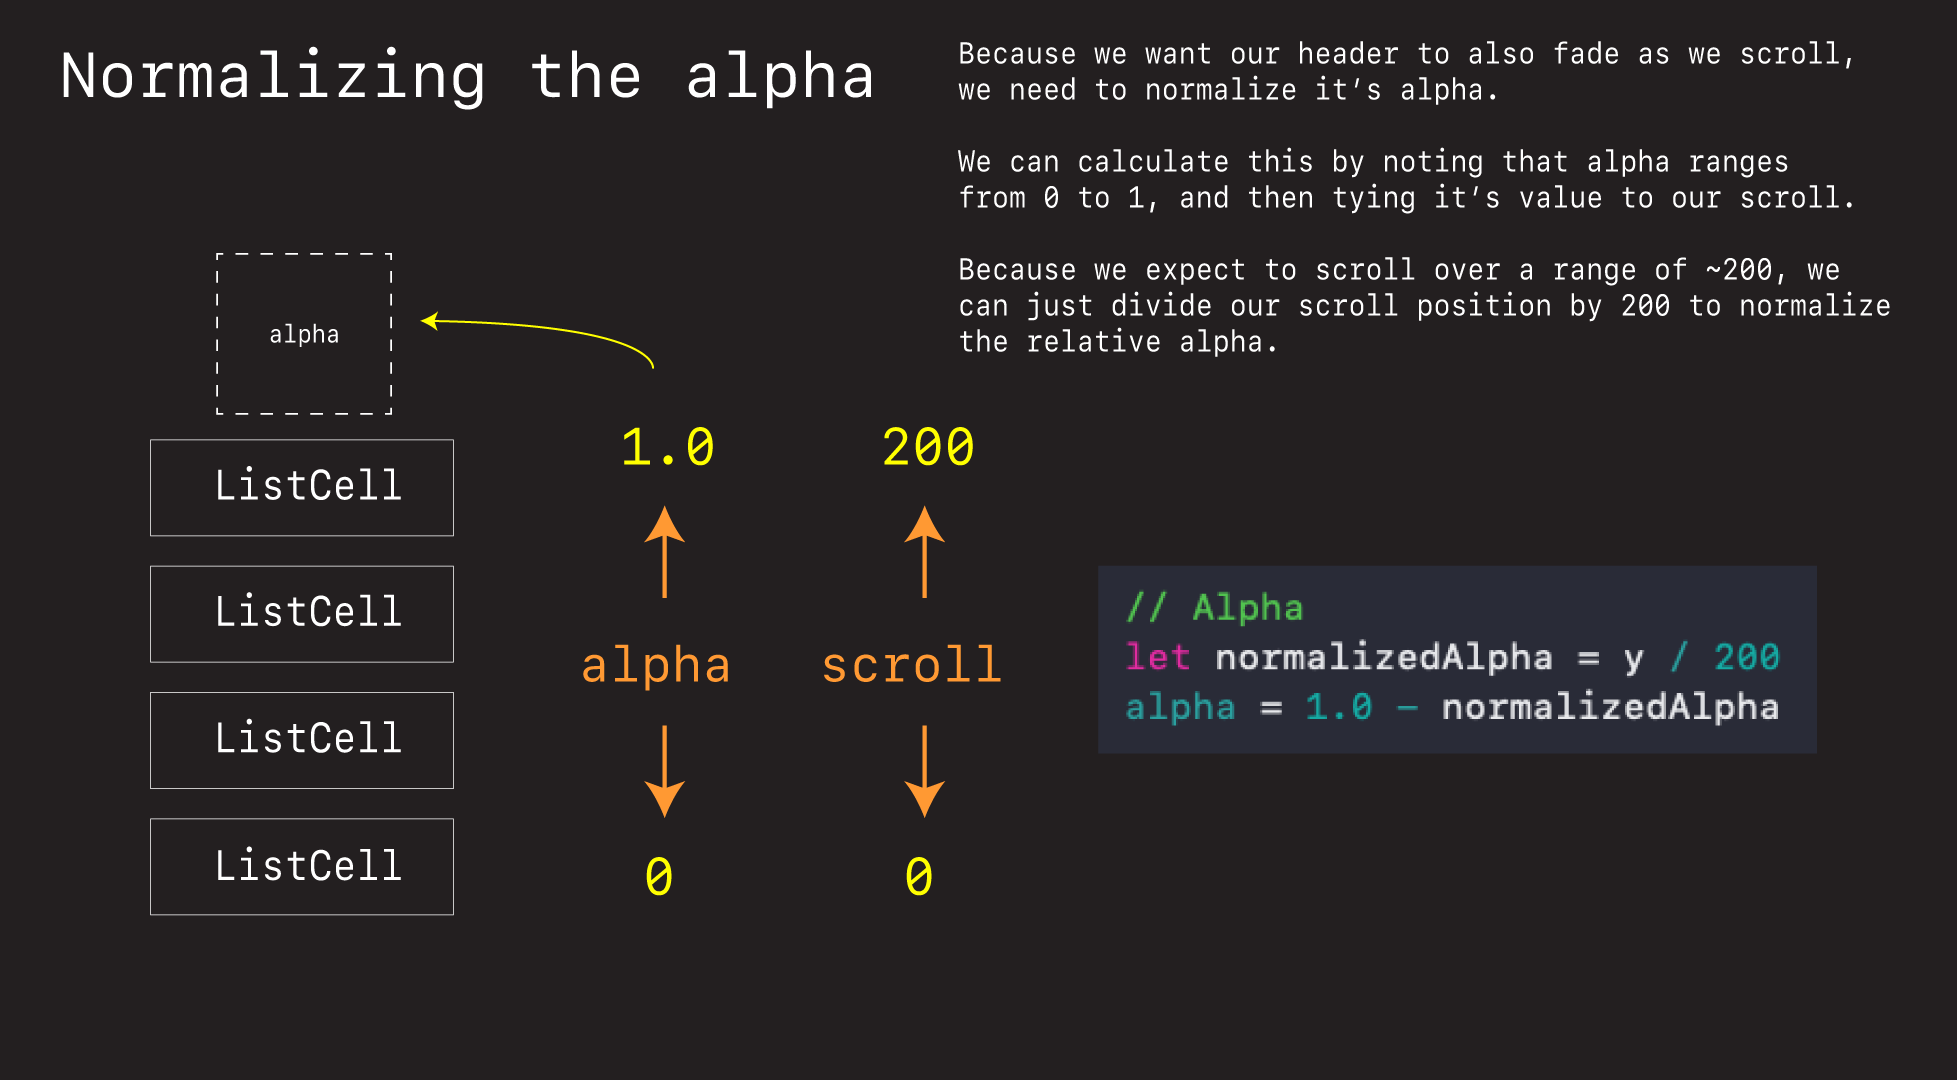 Normalizing the alpha
Because we want our header to also fade as we scroll,
we need to normalize it's alpha.
We can calculate this by noting that alpha ranges
from 0 to 1, and then tying it's value to our scroll.
Because we expect to scroll over a range of ~200, we
can just divide our scroll position by 200 to normalize
the relative alpha.
alpha
ListCell
ListCell
ListCell
ListCell
1.0
alpha
0
200
scroll
0
// Alpha
let normalizedAlpha = y / 200
alpha = 1.0 - normalizedAlpha